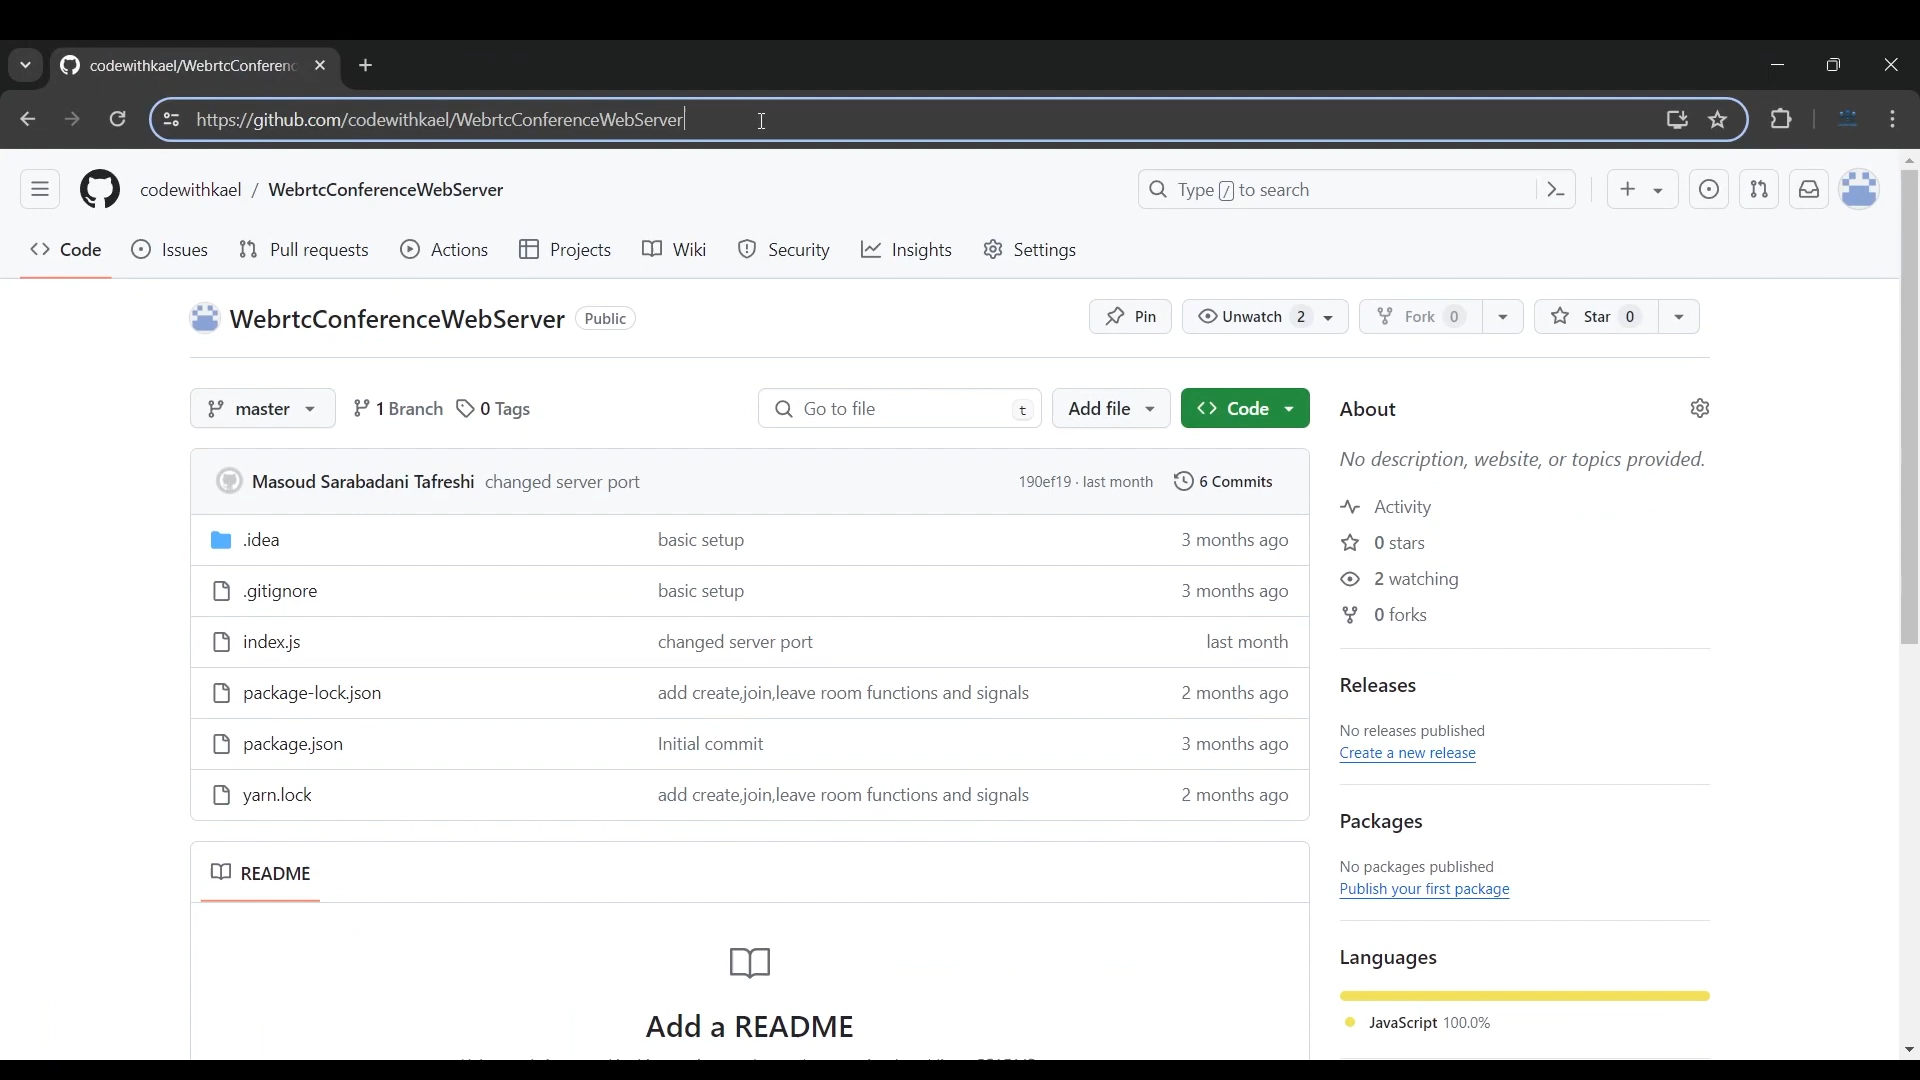 codewithkael/WebrtcConferenc
https://github.com/codewithkael/WebrtcConferenceWebServer
codewithkael / WebrtcConferenceWebServer
Type / to search
Code Issues Pull requests Actions Projects Wiki Security Insights Settings
WebrtcConferenceWebServer Public
Pin Unwatch 2 Fork 0 Star 0
master 1 Branch 0 Tags Go to file t Add file Code
About
No description, website, or topics provided.
Masoud Sarabadani Tafreshi changed server port 190ef19 · last month 6 Commits
.idea basic setup 3 months ago
.gitignore basic setup 3 months ago
index.js changed server port last month
package-lock.json add create,join,leave room functions and signals 2 months ago
package.json Initial commit 3 months ago
yarn.lock add create,join,leave room functions and signals 2 months ago
README
Add a README
Activity
0 stars
2 watching
0 forks
Releases
No releases published
Create a new release
Packages
No packages published
Publish your first package
Languages
JavaScript 100.0%